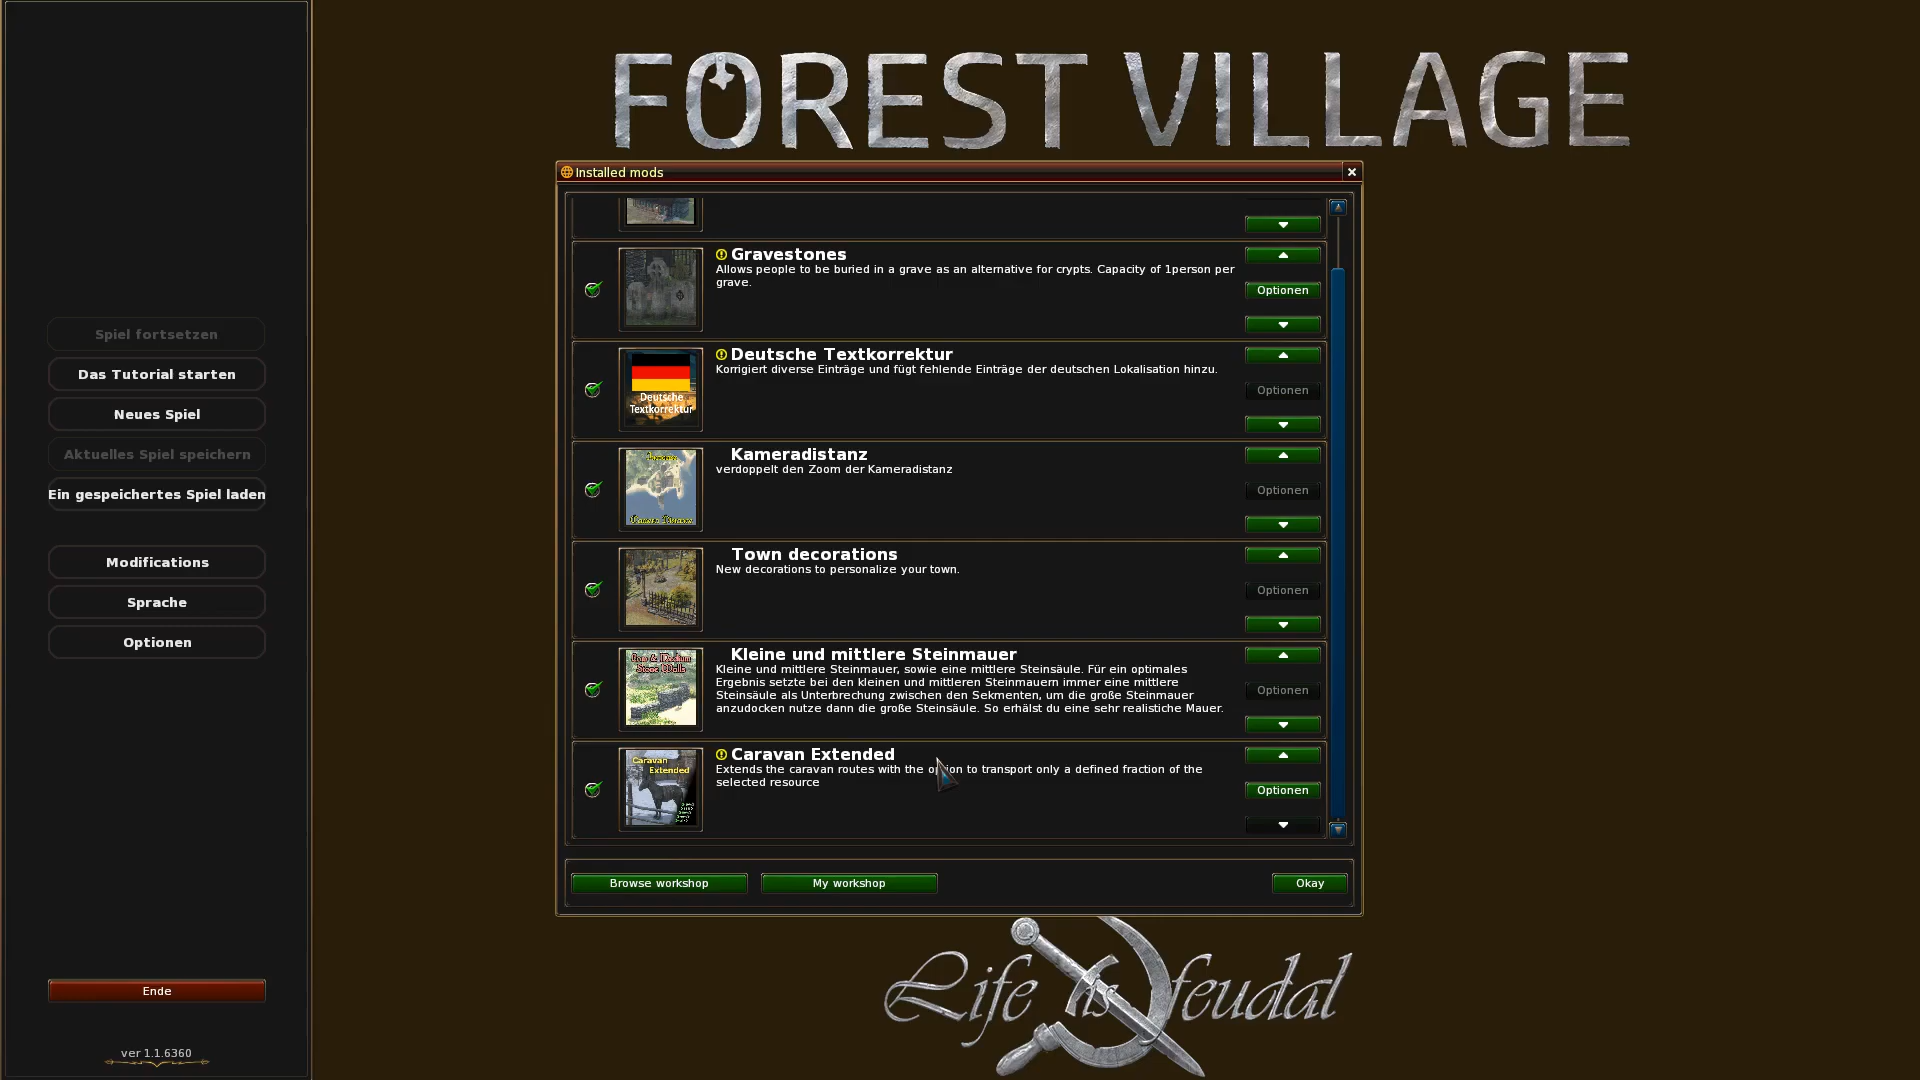 FOREST VILLAGE
Installed mods
Gravestones
Allows people to be buried in a grave as an alternative for crypts. Capacity of 1person per
grave.
Optionen
Deutsche Textkorrektur
Korrigiert diverse Einträge und fügt fehlende Einträge der deutschen Lokalisation hinzu.
Deutsche
Textkorrektur
Optionen
Kameradistanz
verdoppelt den Zoom der Kameradistanz
Optionen
Town decorations
New decorations to personalize your town.
Optionen
Kleine und mittlere Steinmauer
Kleine und mittlere Steinmauer, sowie eine mittlere Steinsäule. Für ein optimales
Ergebnis setzte bei den kleinen und mittleren Steinmauern immer eine mittlere
Steinsäule als Unterbrechung zwischen den Sekmenten, um die große Steinmauer
anzudocken nutze dann die große Steinsäule. So erhälst du eine sehr realistiche Mauer.
Optionen
Caravan Extended
Extends the caravan routes with the option to transport only a defined fraction of the
selected resource
Caravan
Extended
Optionen
Browse workshop
My workshop
Okay
Spiel fortsetzen
Das Tutorial starten
Neues Spiel
Aktuelles Spiel speichern
Ein gespeichertes Spiel laden
Modifications
Sprache
Optionen
Ende
ver 1.1.6360
Life is feudal